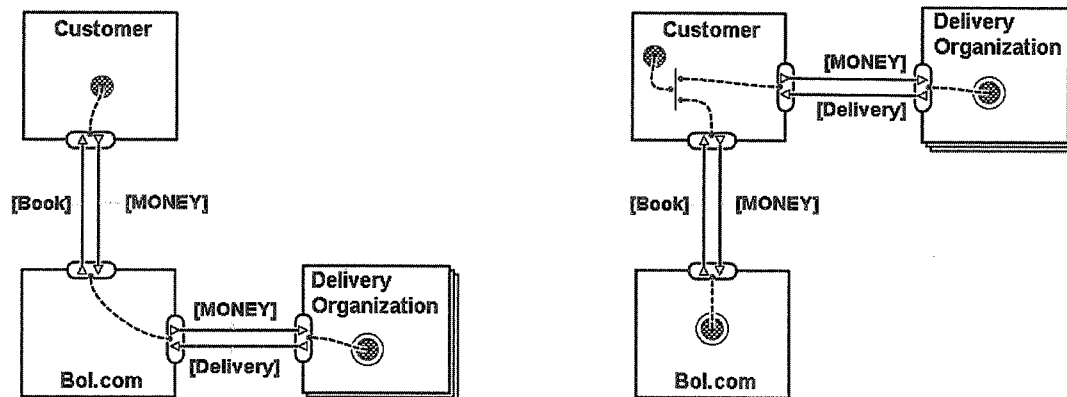 Customer
[Book]
[MONEY]
[MONEY]
[Delivery]
Delivery
Organization
Bol.com
Customer
[MONEY]
[Delivery]
Delivery
Organization
[Book]
[MONEY]
Bol.com